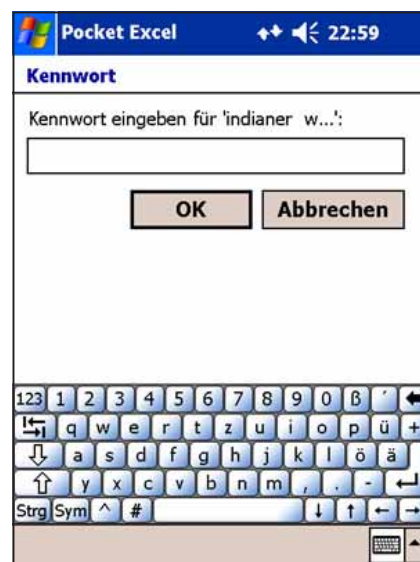 Pocket Excel 22:59
Kennwort
Kennwort eingeben für 'indianer w...':
OK Abbrechen
123 1 2 3 4 5 6 7 8 9 0 ß ´
q w e r t z u i o p ü +
a s d f g h j k l ö ä
y x c v b n m , . -
Strg Sym ^ # ↓ ↑ ← →